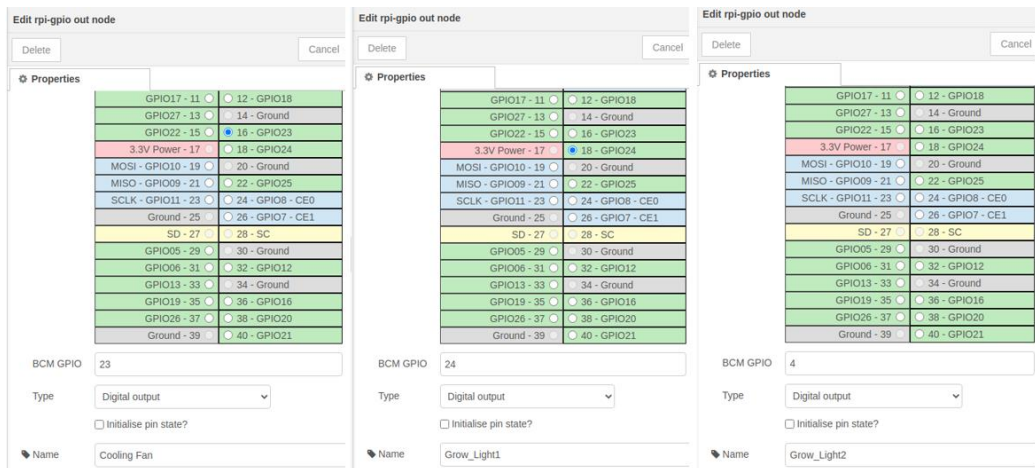 Edit rpi-gpio out node
Delete Cancel
Properties
GPIO17 - 11 12 - GPIO18
GPIO27 - 13 14 - Ground
GPIO22 - 15 16 - GPIO23
3.3V Power - 17 18 - GPIO24
MOSI - GPIO10 - 19 20 - Ground
MISO - GPIO09 - 21 22 - GPIO25
SCLK - GPIO11 - 23 24 - GPIO8 - CE0
Ground - 25 26 - GPIO7 - CE1
SD - 27 28 - SC
GPIO05 - 29 30 - Ground
GPIO06 - 31 32 - GPIO12
GPIO13 - 33 34 - Ground
GPIO19 - 35 36 - GPIO16
GPIO26 - 37 38 - GPIO20
Ground - 39 40 - GPIO21
BCM GPIO 23
Type Digital output
Initialise pin state?
Name Cooling Fan
Edit rpi-gpio out node
Delete Cancel
Properties
GPIO17 - 11 12 - GPIO18
GPIO27 - 13 14 - Ground
GPIO22 - 15 16 - GPIO23
3.3V Power - 17 18 - GPIO24
MOSI - GPIO10 - 19 20 - Ground
MISO - GPIO09 - 21 22 - GPIO25
SCLK - GPIO11 - 23 24 - GPIO8 - CE0
Ground - 25 26 - GPIO7 - CE1
SD - 27 28 - SC
GPIO05 - 29 30 - Ground
GPIO06 - 31 32 - GPIO12
GPIO13 - 33 34 - Ground
GPIO19 - 35 36 - GPIO16
GPIO26 - 37 38 - GPIO20
Ground - 39 40 - GPIO21
BCM GPIO 24
Type Digital output
Initialise pin state?
Name Grow_Light1
Edit rpi-gpio out node
Delete Cancel
Properties
GPIO17 - 11 12 - GPIO18
GPIO27 - 13 14 - Ground
GPIO22 - 15 16 - GPIO23
3.3V Power - 17 18 - GPIO24
MOSI - GPIO10 - 19 20 - Ground
MISO - GPIO09 - 21 22 - GPIO25
SCLK - GPIO11 - 23 24 - GPIO8 - CE0
Ground - 25 26 - GPIO7 - CE1
SD - 27 28 - SC
GPIO05 - 29 30 - Ground
GPIO06 - 31 32 - GPIO12
GPIO13 - 33 34 - Ground
GPIO19 - 35 36 - GPIO16
GPIO26 - 37 38 - GPIO20
Ground - 39 40 - GPIO21
BCM GPIO 4
Type Digital output
Initialise pin state?
Name Grow_Light2